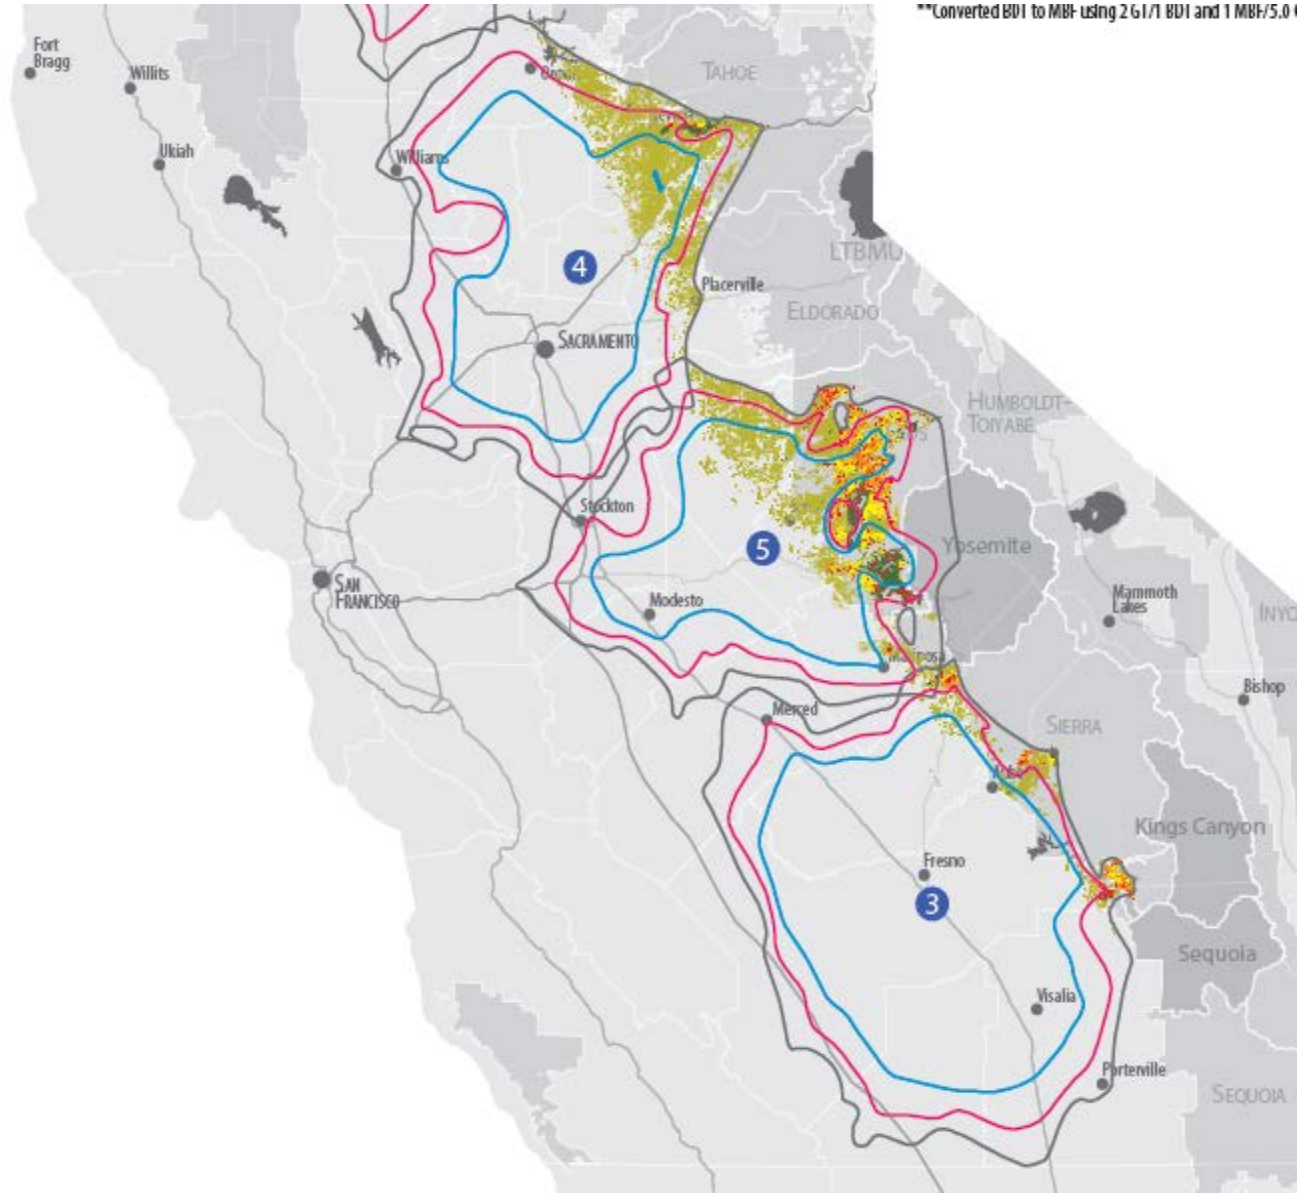 **Converted BDT to MBF using 2 GT/1 BDT and 1 MBF/5.0
Fort
Bragg
Willits
TAHOE
Ukiah
Williams
LTBMU
4
Placerville
ELDORADO
SACRAMENTO
HUMBOLDT-
TOIYABE
Stockton
5
Yosemite
SAN
FRANCISCO
Modesto
Mammoth
Lakes
INYO
Mariposa
Bishop
Merced
SIERRA
Kings Canyon
Fresno
3
Sequoia
Visalia
Porterville
SEQUOIA